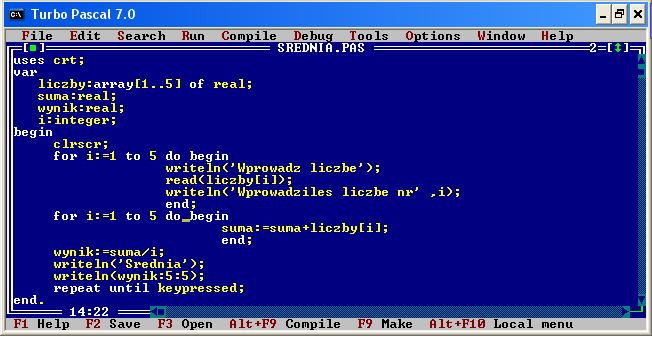 Turbo Pascal 7.0
File Edit Search Run Compile Debug Tools Options Window Help
SREDNIA.PAS 2
uses crt;
var
liczby:array[1..5] of real;
suma:real;
wynik:real;
i:integer;
begin
clrscr;
for i:=1 to 5 do begin
writeln('Wprowadz liczbe');
read(liczby[i]);
writeln('Wprowadziles liczbe nr' ,i);
end;
for i:=1 to 5 do begin
suma:=suma+liczby[i];
end;
wynik:=suma/i;
writeln('Srednia');
writeln(wynik:5:5);
repeat until keypressed;
end.
14:22
F1 Help F2 Save F3 Open Alt+F9 Compile F9 Make Alt+F10 Local menu